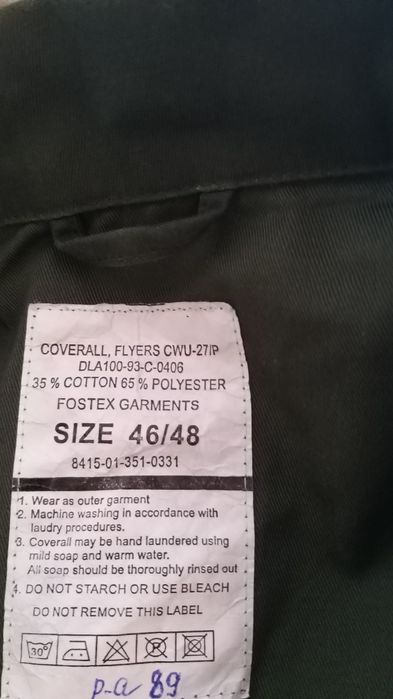 COVERALL, FLYERS CWU-27/P
DLA100-93-C-0406
35 % COTTON 65 % POLYESTER
FOSTEX GARMENTS
SIZE 46/48
8415-01-351-0331
1. Wear as outer garment
2. Machine washing in accordance with
laudry procedures.
3. Coverall may be hand laundered using
mild soap and warm water.
All soap should be thoroughly rinsed out
4. DO NOT STARCH OR USE BLEACH
DO NOT REMOVE THIS LABEL
30°
p-a 89